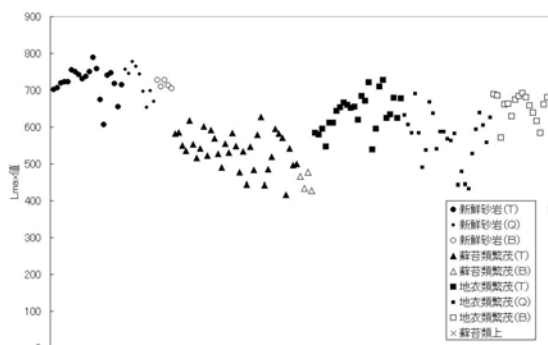 900
800
700
600
500
400
300
200
100
Lmax値
新鮮砂岩(T)
新鮮砂岩(Q)
新鮮砂岩(B)
蘚苔類繁茂(T)
蘚苔類繁茂(B)
地衣類繁茂(T)
地衣類繁茂(Q)
地衣類繁茂(B)
蘚苔類上